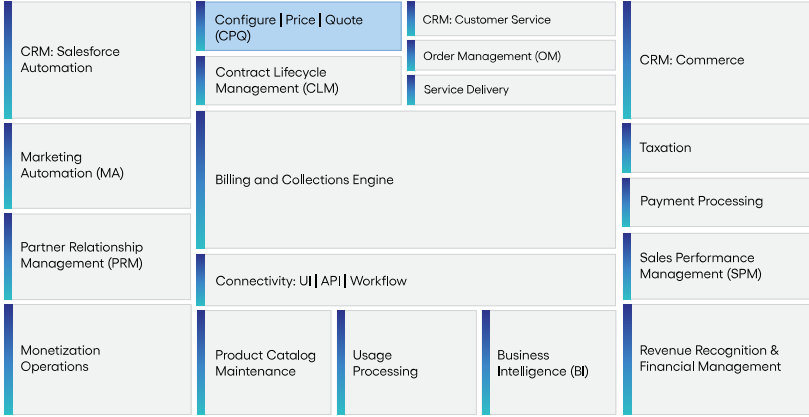 CRM: Salesforce
Automation
Configure | Price | Quote
(CPQ)
Contract Lifecycle
Management (CLM)
CRM: Customer Service
Order Management (OM)
Service Delivery
CRM: Commerce
Marketing
Automation (MA)
Billing and Collections Engine
Taxation
Payment Processing
Partner Relationship
Management (PRM)
Connectivity: UI | API | Workflow
Sales Performance
Management (SPM)
Monetization
Operations
Product Catalog
Maintenance
Usage
Processing
Business
Intelligence (BI)
Revenue Recognition &
Financial Management